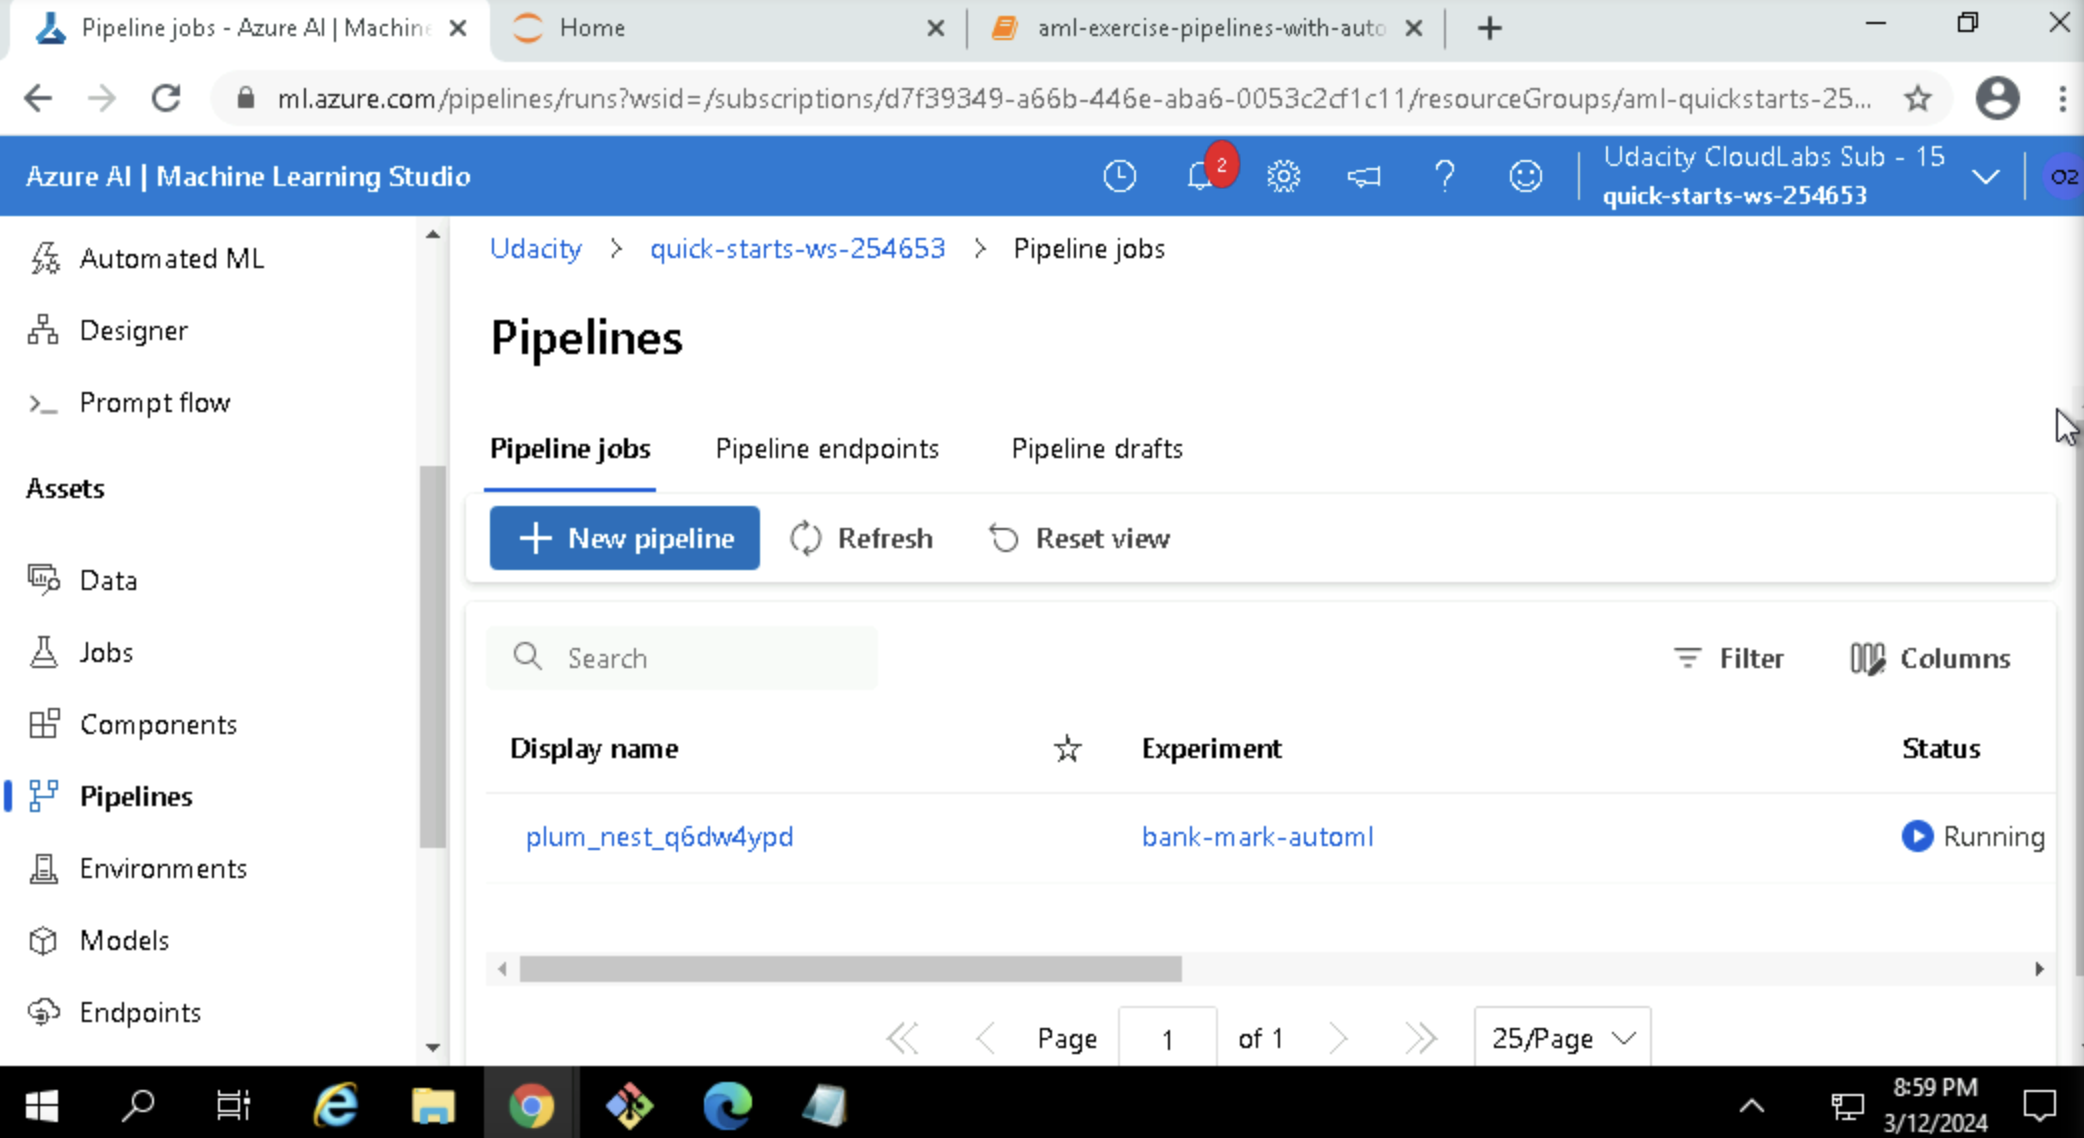 Pipeline jobs - Azure AI | Machine
Home
aml-exercise-pipelines-with-auto
ml.azure.com/pipelines/runs?wsid=/subscriptions/d7f39349-a66b-446e-aba6-0053c2cf1c11/resourceGroups/aml-quickstarts-25...
Azure AI | Machine Learning Studio
2
Udacity CloudLabs Sub - 15
quick-starts-ws-254653
O2
Automated ML
Designer
Prompt flow
Assets
Data
Jobs
Components
Pipelines
Environments
Models
Endpoints
Udacity > quick-starts-ws-254653 > Pipeline jobs
Pipelines
Pipeline jobs Pipeline endpoints Pipeline drafts
New pipeline Refresh Reset view
Search Filter Columns
Display name Experiment Status
plum_nest_q6dw4ypd bank-mark-automl Running
Page 1 of 1 25/Page
8:59 PM
3/12/2024